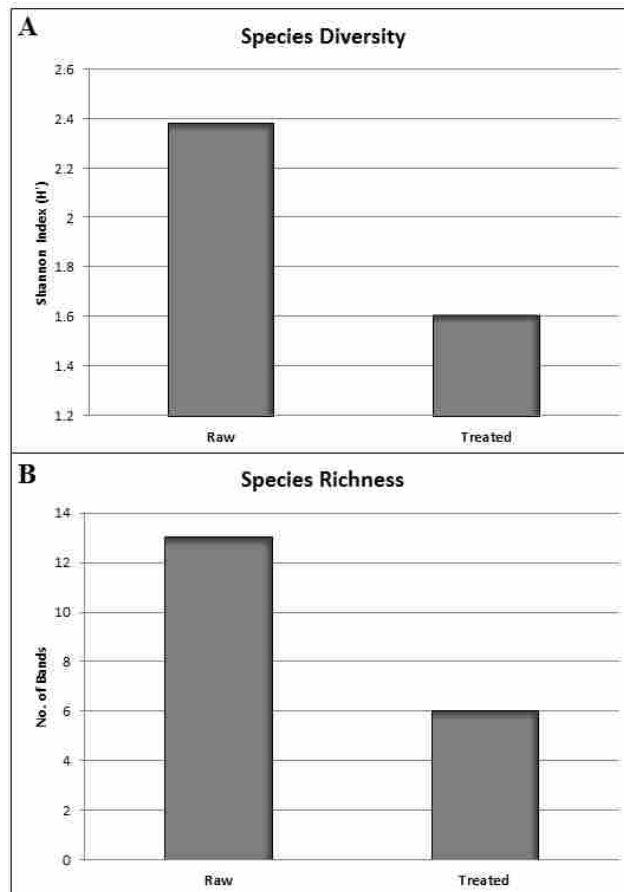 A
Species Diversity
Shannon Index (H')
2.6
2.4
2.2
2
1.8
1.6
1.4
1.2
Raw Treated
B
Species Richness
No. of Bands
14
12
10
8
6
4
2
0
Raw Treated